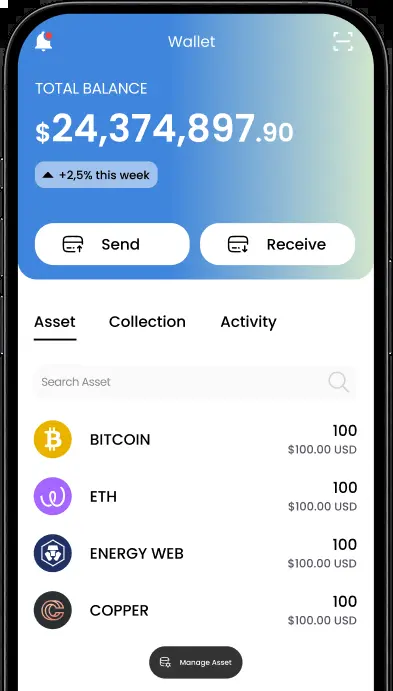 Wallet
TOTAL BALANCE
$24,374,897.90
+2,5% this week
Send
Receive
Asset
Collection
Activity
Search Asset
BITCOIN
100
$100.00 USD
ETH
100
$100.00 USD
ENERGY WEB
100
$100.00 USD
COPPER
100
$100.00 USD
Manage Asset